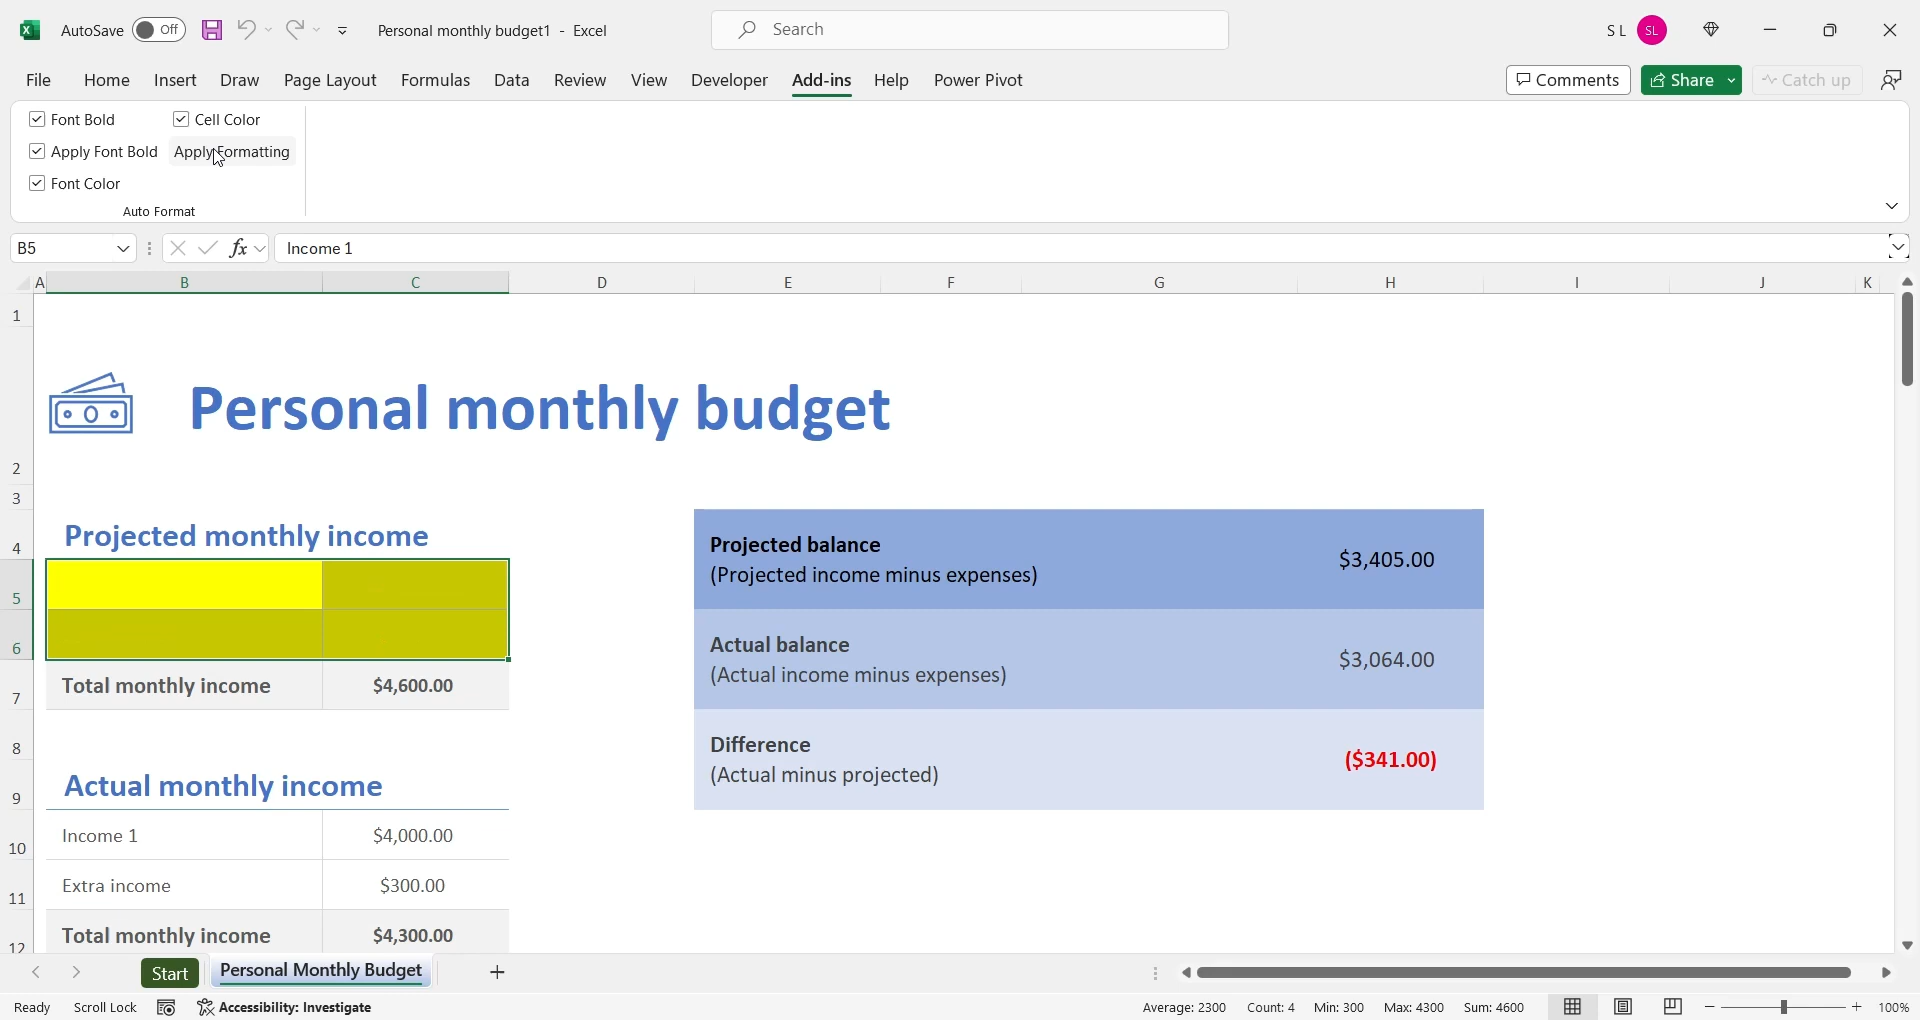 AutoSave Off Personal monthly budget1 - Excel Search S L SL
File Home Insert Draw Page Layout Formulas Data Review View Developer Add-ins Help Power Pivot Comments Share Catch up
Font Bold Cell Color
Apply Font Bold Apply Formatting
Font Color
Auto Format
B5 fx Income 1
A B C D E F G H I J K
1
Personal monthly budget
2
3
Projected monthly income
4
Projected balance
(Projected income minus expenses) $3,405.00
5
6
Actual balance
(Actual income minus expenses) $3,064.00
Total monthly income $4,600.00
7
Difference
(Actual minus projected) ($341.00)
8
Actual monthly income
9
Income 1 $4,000.00
10
Extra income $300.00
11
Total monthly income $4,300.00
12
Start Personal Monthly Budget
Ready Scroll Lock Accessibility: Investigate Average: 2300 Count: 4 Min: 300 Max: 4300 Sum: 4600 100%